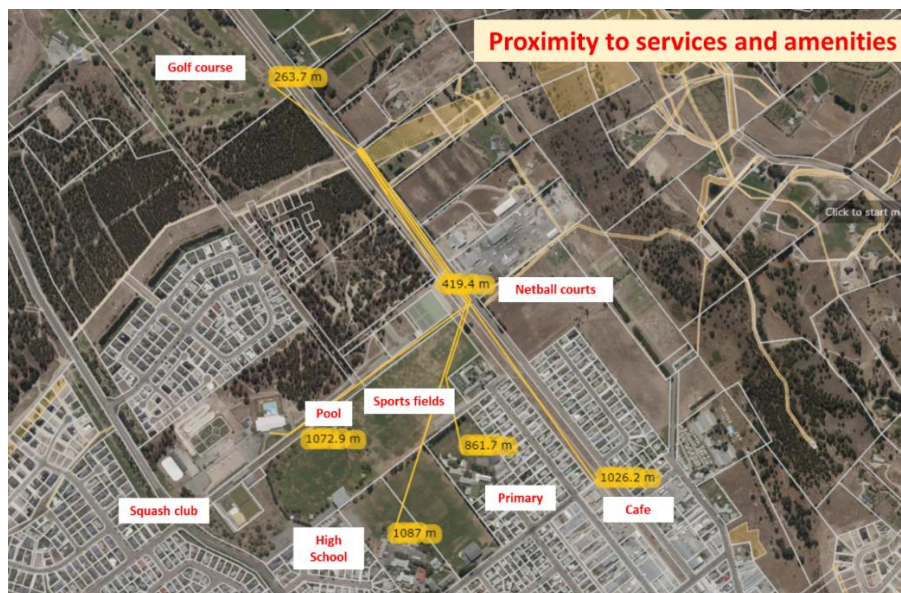 Proximity to services and amenities
Golf course
263.7 m
Click to start m
419.4 m
Netball courts
Sports fields
Pool
1072.9 m
861.7 m
1026.2 m
Primary
Cafe
Squash club
1087 m
High
School